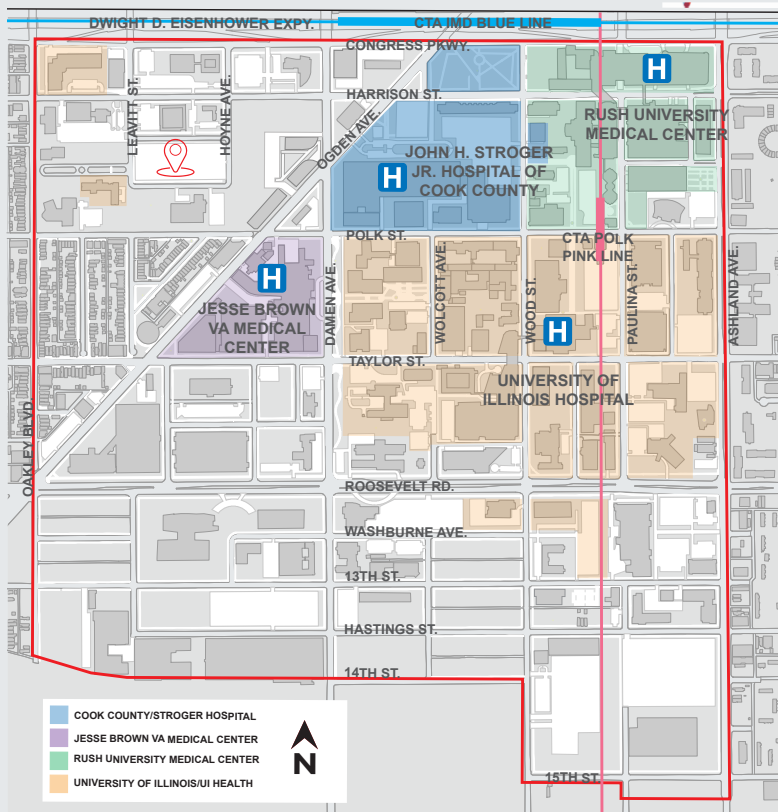 DWIGHT D. EISENHOWER EXPY.
CTA IMD BLUE LINE
CONGRESS PKWY.
H
LEAVITT ST.
HOYNE AVE.
HARRISON ST.
OGDEN AVE.
RUSH UNIVERSITY
MEDICAL CENTER
H
JOHN H. STROGER
JR. HOSPITAL OF
COOK COUNTY
POLK ST.
CTA POLK
PINK LINE
H
JESSE BROWN
VA MEDICAL
CENTER
DAMEN AVE.
WOLCOTT AVE.
WOOD ST.
H
PAULINA ST.
ASHLAND AVE.
TAYLOR ST.
UNIVERSITY OF
ILLINOIS HOSPITAL
OAKLEY BLVD.
ROOSEVELT RD.
WASHBURNE AVE.
13TH ST.
HASTINGS ST.
14TH ST.
15TH ST.
COOK COUNTY/STROGER HOSPITAL
JESSE BROWN VA MEDICAL CENTER
RUSH UNIVERSITY MEDICAL CENTER
UNIVERSITY OF ILLINOIS/UI HEALTH
N